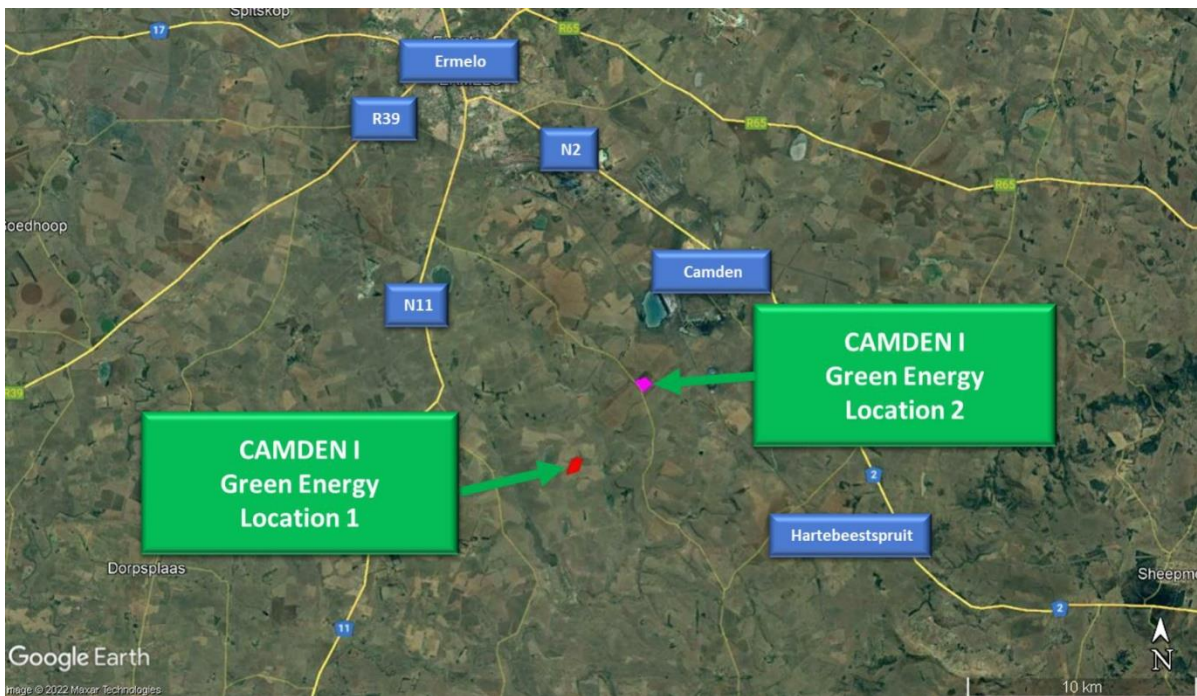 Spitskop
17
R65
Ermelo
R39
N2
R65
R65
Goedhoop
Camden
N11
CAMDEN I
Green Energy
Location 2
R39
CAMDEN I
Green Energy
Location 1
2
Hartebeestspruit
Dorpsplaas
2
11
N
Google Earth
Image © 2022 Maxar Technologies
10 km